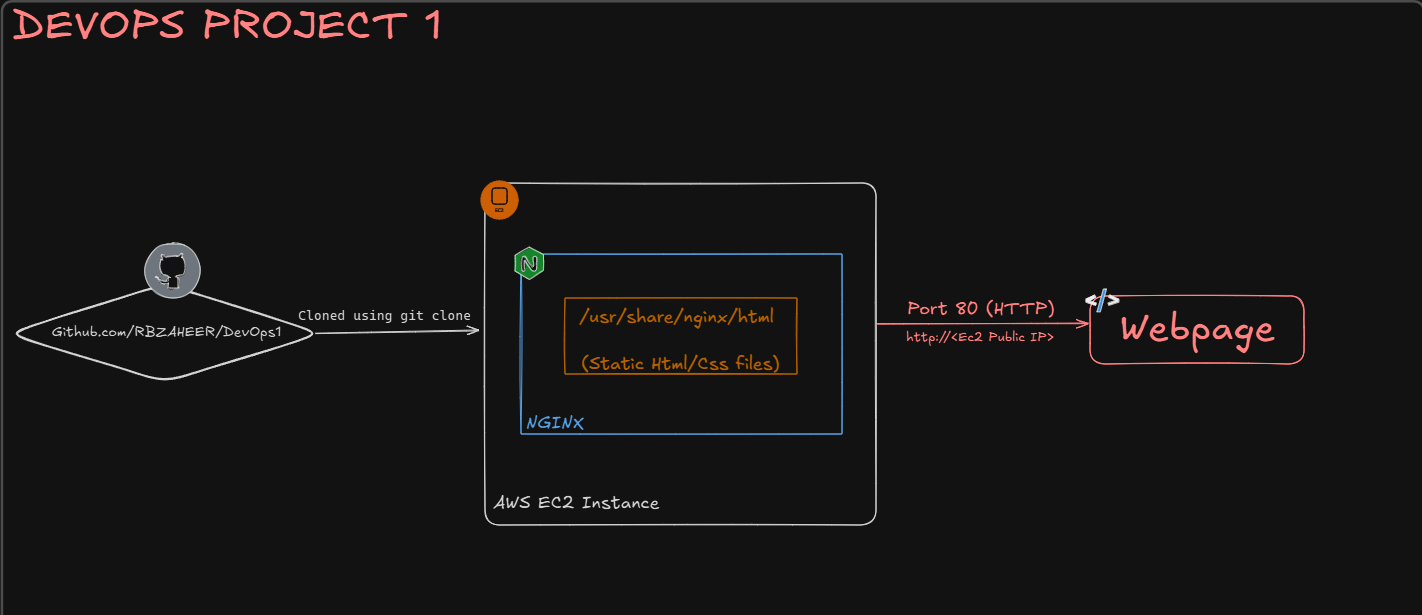 DEVOPS PROJECT 1
Github.com/RBZAHEER/DevOps1
Cloned using git clone
/usr/share/nginx/html
(Static Html/Css files)
NGINX
AWS EC2 Instance
Port 80 (HTTP)
http://<Ec2 Public IP>
</>
Webpage